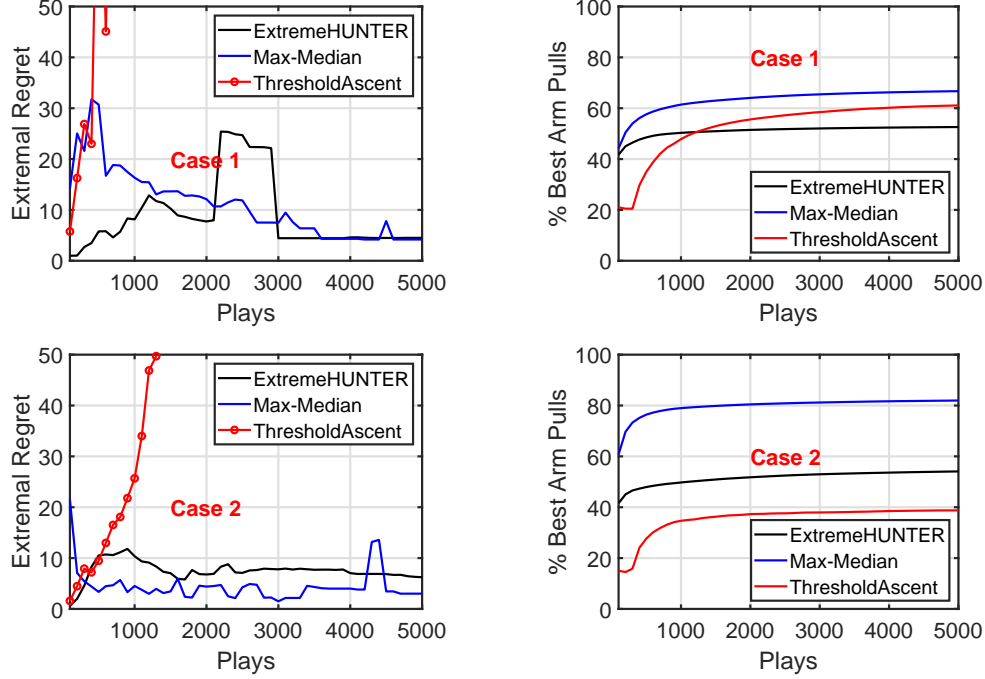 50
40
30
20
10
0
Extremal Regret
ExtremeHUNTER
Max-Median
ThresholdAscent
Case 1
1000 2000 3000 4000 5000
Plays
100
80
60
40
20
0
% Best Arm Pulls
Case 1
ExtremeHUNTER
Max-Median
ThresholdAscent
1000 2000 3000 4000 5000
Plays
50
40
30
20
10
0
Extremal Regret
ExtremeHUNTER
Max-Median
ThresholdAscent
Case 2
1000 2000 3000 4000 5000
Plays
100
80
60
40
20
0
% Best Arm Pulls
Case 2
ExtremeHUNTER
Max-Median
ThresholdAscent
1000 2000 3000 4000 5000
Plays